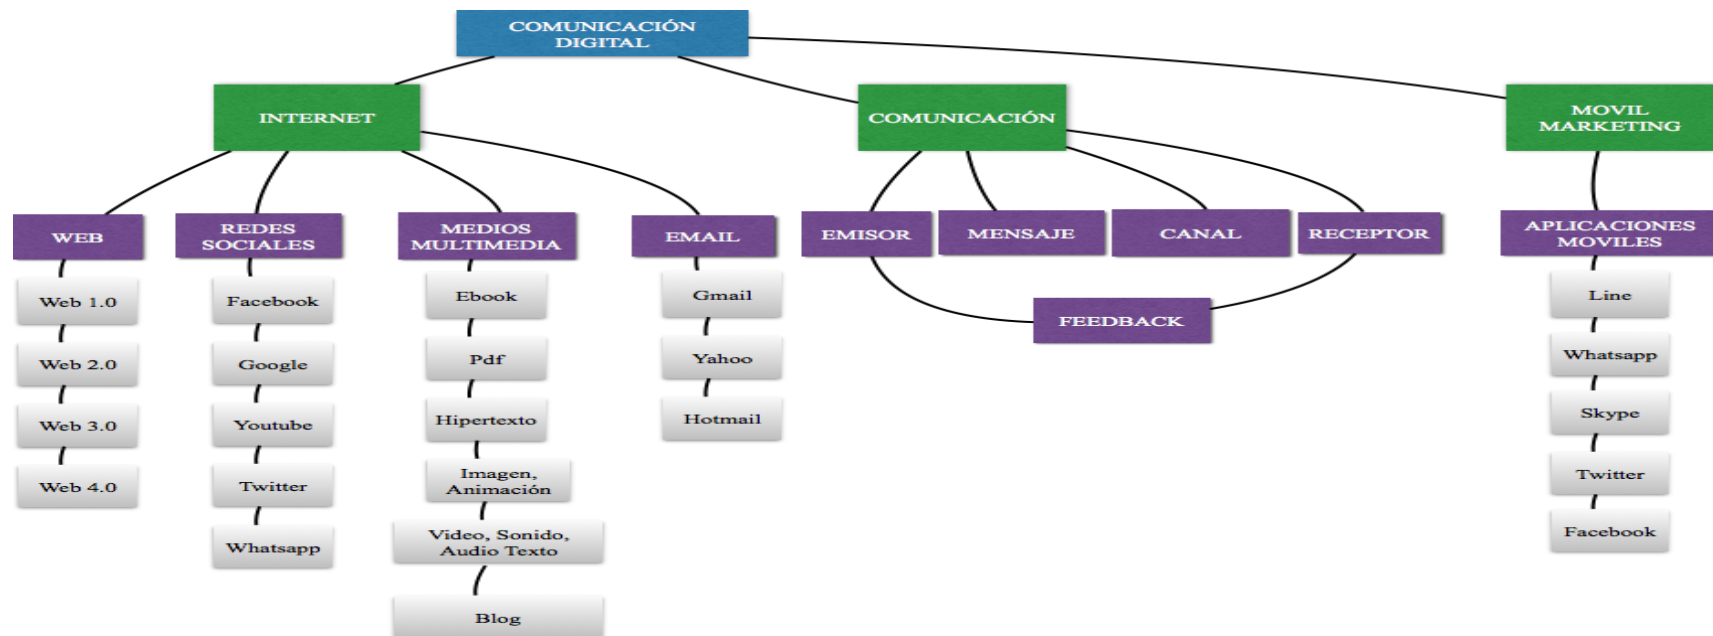 COMUNICACIÓN
DIGITAL
INTERNET
COMUNICACIÓN
MOVIL
MARKETING
WEB
REDES
SOCIALES
MEDIOS
MULTIMEDIA
EMAIL
EMISOR
MENSAJE
CANAL
RECEPTOR
APLICACIONES
MOVILES
FEEDBACK
Web 1.0
Web 2.0
Web 3.0
Web 4.0
Facebook
Google
Youtube
Twitter
Whatsapp
Ebook
Pdf
Hipertexto
Imagen,
Animación
Video, Sonido,
Audio Texto
Blog
Gmail
Yahoo
Hotmail
Line
Whatsapp
Skype
Twitter
Facebook